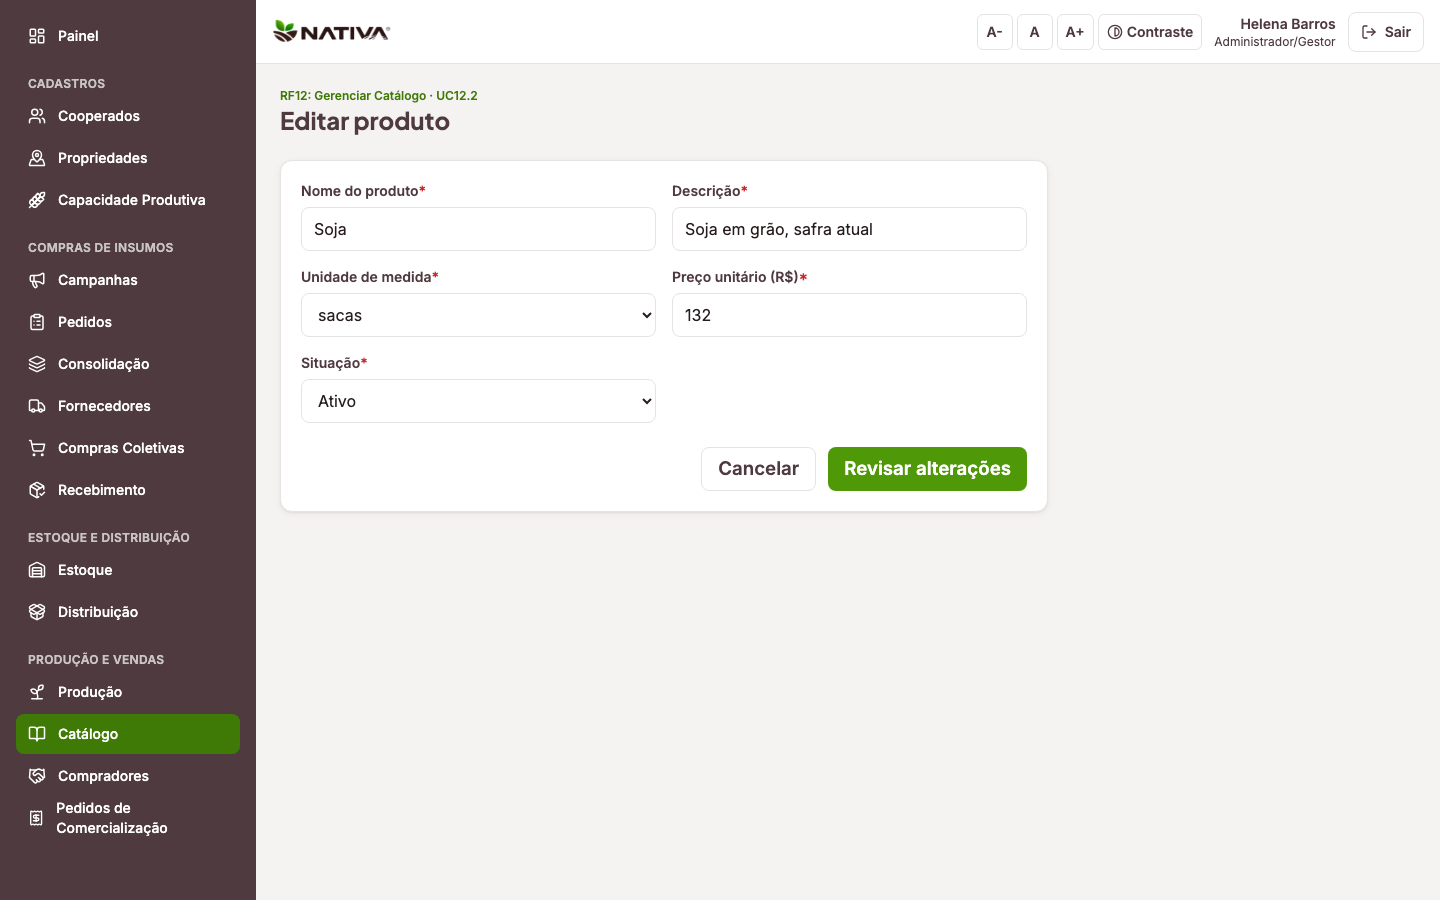 Painel
CADASTROS
Cooperados
Propriedades
Capacidade Produtiva
COMPRAS DE INSUMOS
Campanhas
Pedidos
Consolidação
Fornecedores
Compras Coletivas
Recebimento
ESTOQUE E DISTRIBUIÇÃO
Estoque
Distribuição
PRODUÇÃO E VENDAS
Produção
Catálogo
Compradores
Pedidos de
Comercialização
NATIVA
A-
A
A+
Contraste
Helena Barros
Administrador/Gestor
Sair
RF12: Gerenciar Catálogo · UC12.2
Editar produto
Nome do produto*
Soja
Descrição*
Soja em grão, safra atual
Unidade de medida*
sacas
Preço unitário (R$)*
132
Situação*
Ativo
Cancelar
Revisar alterações